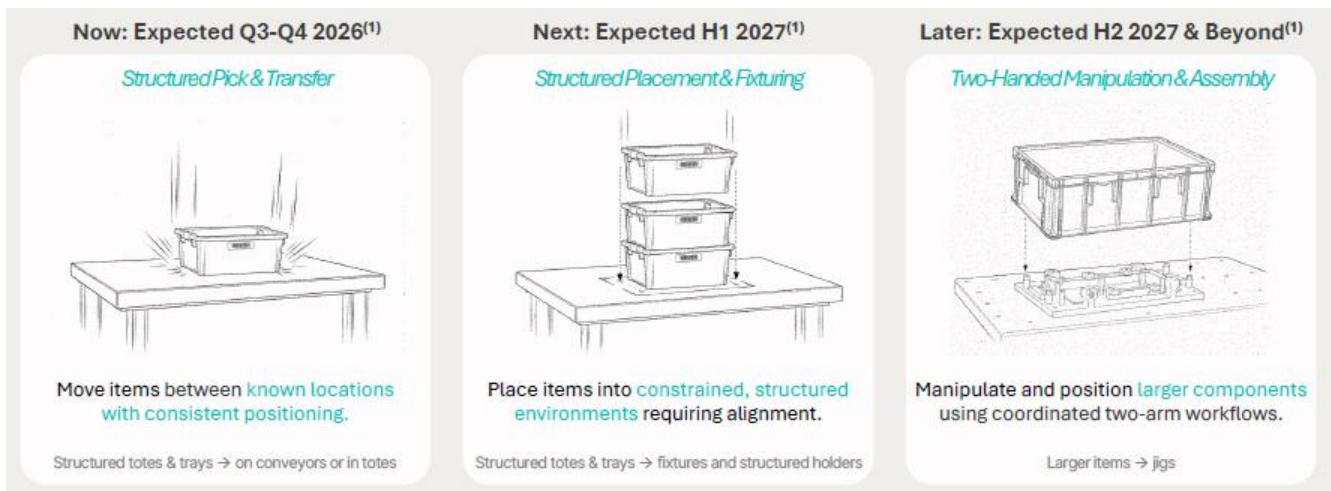 Now: Expected Q3-Q4 2026(1)
Structured Pick & Transfer
Move items between known locations
with consistent positioning.
Structured totes & trays → on conveyors or in totes
Next: Expected H1 2027(1)
Structured Placement & Fixturing
Place items into constrained, structured
environments requiring alignment.
Structured totes & trays → fixtures and structured holders
Later: Expected H2 2027 & Beyond(1)
Two-Handed Manipulation & Assembly
Manipulate and position larger components
using coordinated two-arm workflows.
Larger items → jigs